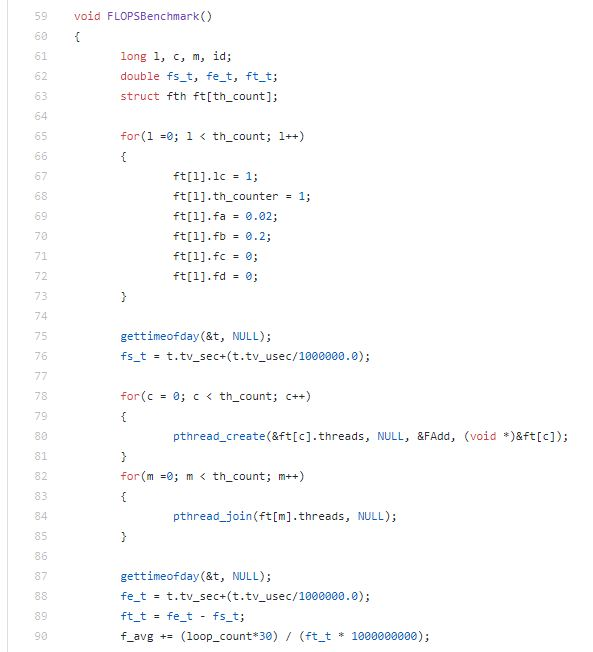 59 void FLOPSBenchmark()
60 {
61 long l, c, m, id;
62 double fs_t, fe_t, ft_t;
63 struct fth ft[th_count];
64
65 for(l =0; l < th_count; l++)
66 {
67 ft[l].lc = 1;
68 ft[l].th_counter = 1;
69 ft[l].fa = 0.02;
70 ft[l].fb = 0.2;
71 ft[l].fc = 0;
72 ft[l].fd = 0;
73 }
74
75 gettimeofday(&t, NULL);
76 fs_t = t.tv_sec+(t.tv_usec/1000000.0);
77
78 for(c = 0; c < th_count; c++)
79 {
80 pthread_create(&ft[c].threads, NULL, &FAdd, (void *)&ft[c]);
81 }
82 for(m =0; m < th_count; m++)
83 {
84 pthread_join(ft[m].threads, NULL);
85 }
86
87 gettimeofday(&t, NULL);
88 fe_t = t.tv_sec+(t.tv_usec/1000000.0);
89 ft_t = fe_t - fs_t;
90 f_avg += (loop_count*30) / (ft_t * 1000000000);